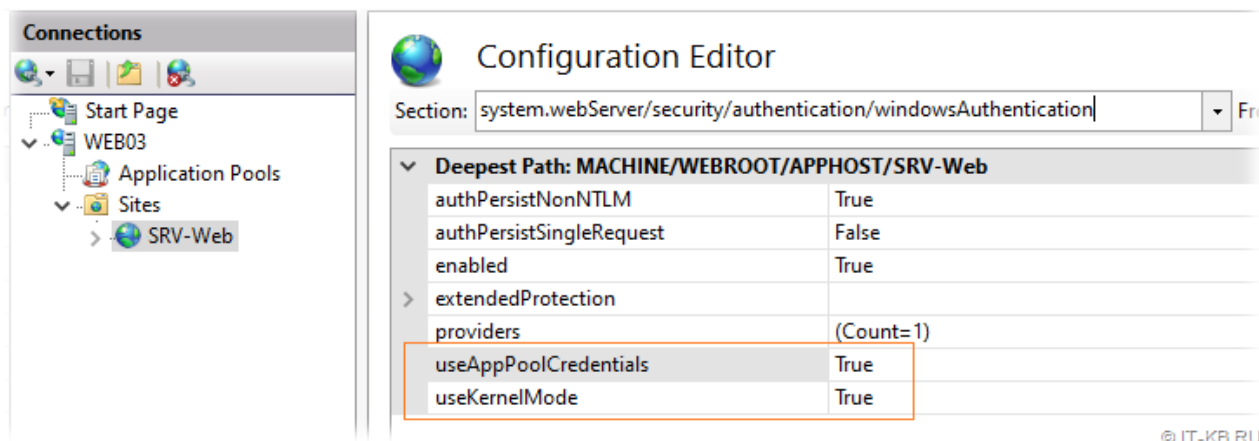 Connections
Start Page
WEB03
Application Pools
Sites
SRV-Web
Configuration Editor
Section: system.webServer/security/authentication/windowsAuthentication
Deepest Path: MACHINE/WEBROOT/APPHOST/SRV-Web
authPersistNonNTLM True
authPersistSingleRequest False
enabled True
extendedProtection
providers (Count=1)
useAppPoolCredentials True
useKernelMode True
© IT-KB.RU